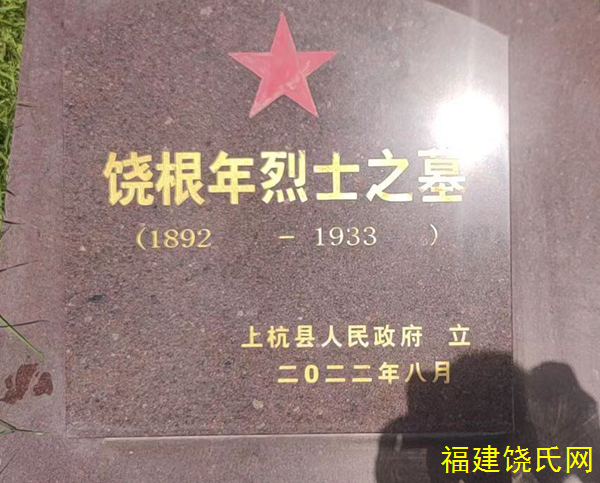 饶根年烈士之墓
（1892 － 1933 ）
上杭县人民政府 立
二〇二二年八月
福建饶氏网